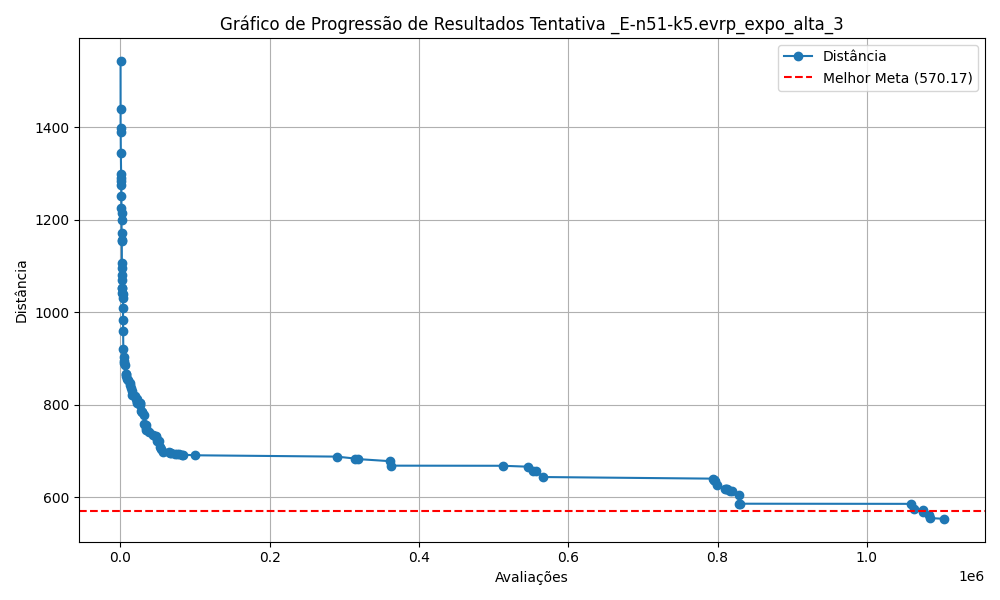 Gráfico de Progressão de Resultados Tentativa _E-n51-k5.evrp_expo_alta_3
Distância
Melhor Meta (570.17)
1400
1200
1000
800
600
Distância
0.0 0.2 0.4 0.6 0.8 1.0
1e6
Avaliações